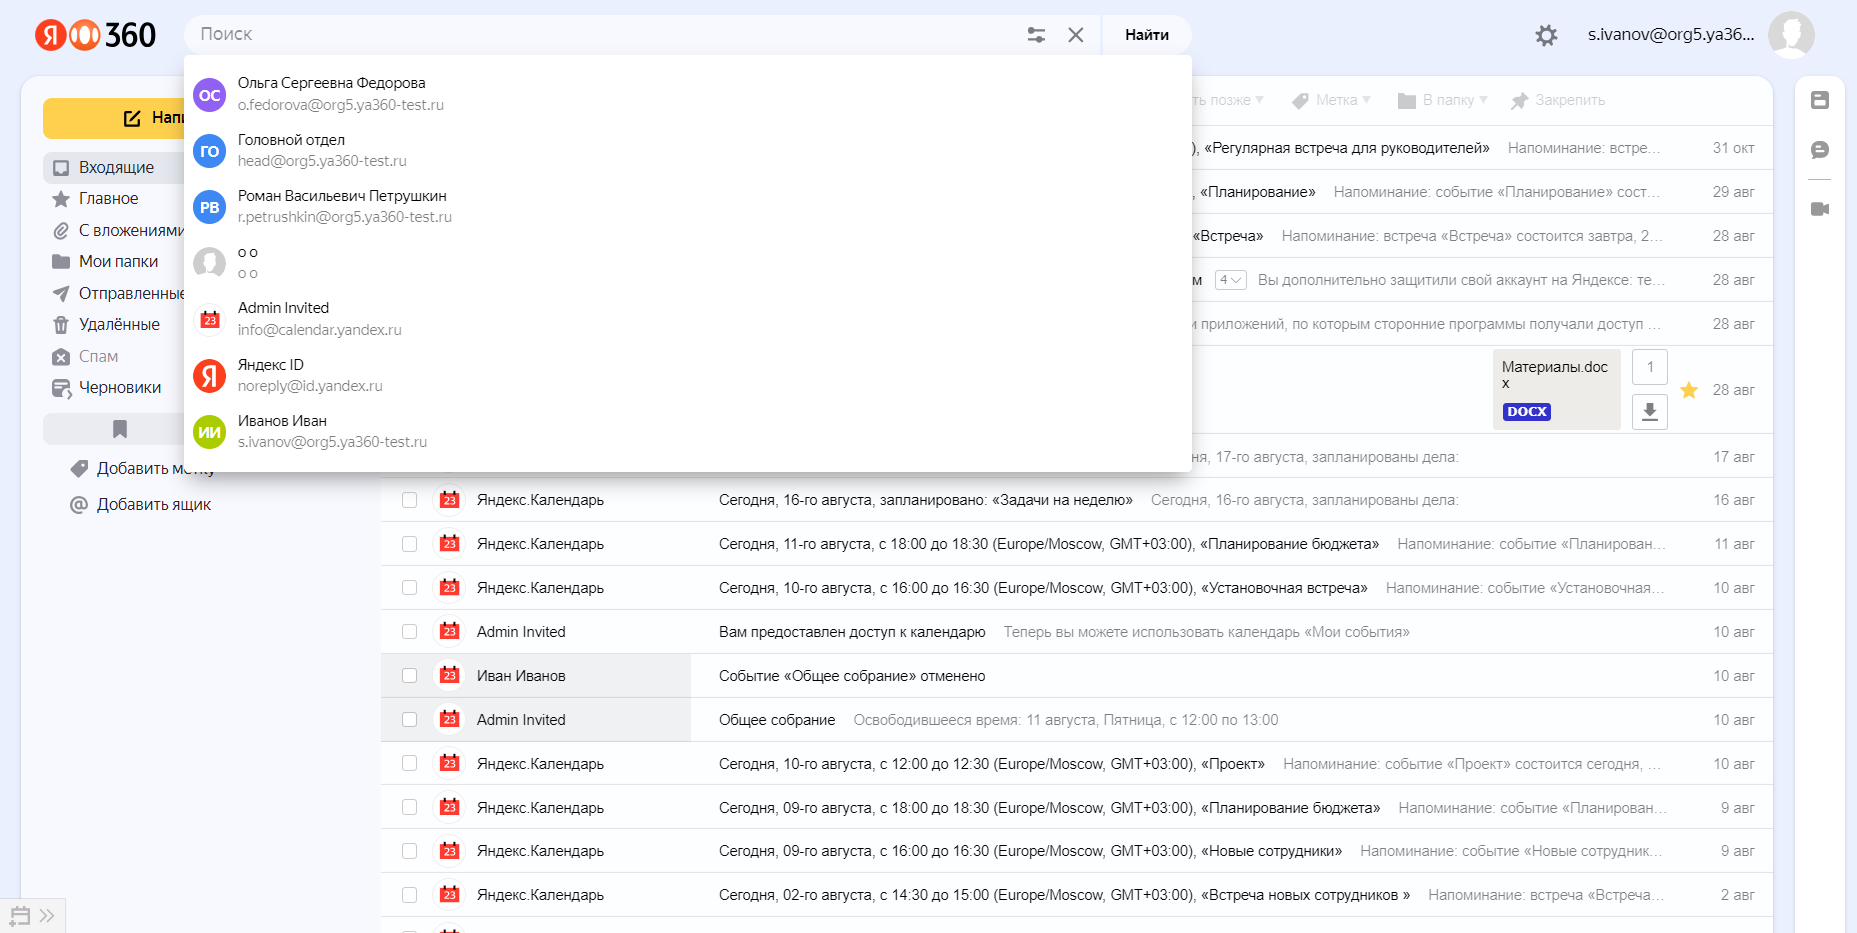 Я 360
Поиск
Найти
s.ivanov@org5.ya36...
Напи
Входящие
Главное
С вложениями
Мои папки
Отправленные
Удалённые
Спам
Черновики
Добавить метку
Добавить ящик
ОС Ольга Сергеевна Федорова
o.fedorova@org5.ya360-test.ru
ГО Головной отдел
head@org5.ya360-test.ru
РВ Роман Васильевич Петрушкин
r.petrushkin@org5.ya360-test.ru
о о
о о
23 Admin Invited
info@calendar.yandex.ru
Я Яндекс ID
noreply@id.yandex.ru
ИИ Иванов Иван
s.ivanov@org5.ya360-test.ru
ть позже Метка В папку Закрепить
), «Регулярная встреча для руководителей» Напоминание: встре... 31 окт
, «Планирование» Напоминание: событие «Планирование» сост... 29 авг
«Встреча» Напоминание: встреча «Встреча» состоится завтра, 2... 28 авг
м 4 Вы дополнительно защитили свой аккаунт на Яндексе: те... 28 авг
и приложений, по которым сторонние программы получали доступ ... 28 авг
Материалы.doc
x
DOCX
1
28 авг
ня, 17-го августа, запланированы дела: 17 авг
23 Яндекс.Календарь Сегодня, 16-го августа, запланировано: «Задачи на неделю» Сегодня, 16-го августа, запланированы дела: 16 авг
23 Яндекс.Календарь Сегодня, 11-го августа, с 18:00 до 18:30 (Europe/Moscow, GMT+03:00), «Планирование бюджета» Напоминание: событие «Планирован... 11 авг
23 Яндекс.Календарь Сегодня, 10-го августа, с 16:00 до 16:30 (Europe/Moscow, GMT+03:00), «Установочная встреча» Напоминание: событие «Установочная... 10 авг
23 Admin Invited Вам предоставлен доступ к календарю Теперь вы можете использовать календарь «Мои события» 10 авг
23 Иван Иванов Событие «Общее собрание» отменено 10 авг
23 Admin Invited Общее собрание Освободившееся время: 11 августа, Пятница, с 12:00 по 13:00 10 авг
23 Яндекс.Календарь Сегодня, 10-го августа, с 12:00 до 12:30 (Europe/Moscow, GMT+03:00), «Проект» Напоминание: событие «Проект» состоится сегодня, ... 10 авг
23 Яндекс.Календарь Сегодня, 09-го августа, с 18:00 до 18:30 (Europe/Moscow, GMT+03:00), «Планирование бюджета» Напоминание: событие «Планирован... 9 авг
23 Яндекс.Календарь Сегодня, 09-го августа, с 16:00 до 16:30 (Europe/Moscow, GMT+03:00), «Новые сотрудники» Напоминание: событие «Новые сотрудник... 9 авг
23 Яндекс.Календарь Сегодня, 02-го августа, с 14:30 до 15:00 (Europe/Moscow, GMT+03:00), «Встреча новых сотрудников » Напоминание: встреча «Встреча... 2 авг